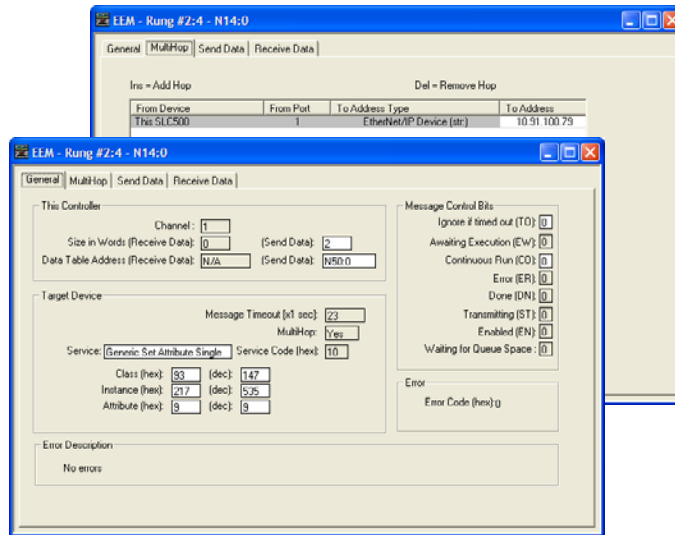 EEM - Rung #2:4 - N14:0
General MultiHop Send Data Receive Data
Ins = Add Hop Del = Remove Hop
From Device From Port To Address Type To Address
This SLC500 1 EtherNet/IP Device (str.) 10.91.100.79
EEM - Rung #2:4 - N14:0
General MultiHop Send Data Receive Data
This Controller
Channel: 1
Size in Words (Receive Data): 0 (Send Data): 2
Data Table Address (Receive Data): N/A (Send Data): N50:0
Target Device
Message Timeout [x1 sec]: 23
MultiHop: Yes
Service: Generic Set Attribute Single Service Code (hex): 10
Class (hex): 93 (dec): 147
Instance (hex): 217 (dec): 535
Attribute (hex): 9 (dec): 9
Message Control Bits
Ignore if timed out (TO): 0
Awaiting Execution (EW): 0
Continuous Run (CO): 0
Error (ER): 0
Done (DN): 0
Transmitting (ST): 0
Enabled (EN): 0
Waiting for Queue Space : 0
Error
Error Code (hex):0
Error Description
No errors